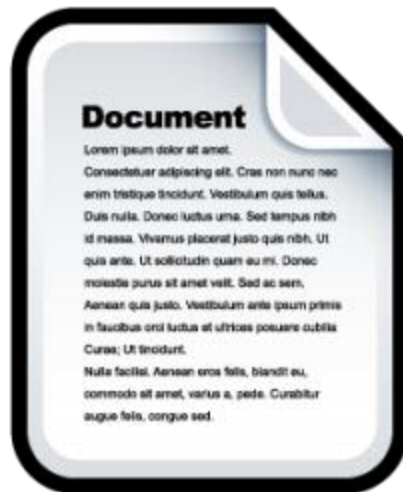 Document
Lorem ipsum dolor sit amet.
Consectetuer adipiscing elit. Cras non nunc nec
enim tristique tincidunt. Vestibulum quis tellus.
Duis nulla. Donec luctus urna. Sed tempus nibh
id massa. Vivamus placerat justo quis nibh. Ut
quis ante. Ut sollicitudin quam eu mi. Donec
molestie purus sit amet velit. Sed ac sem.
Aenean quis justo. Vestibulum ante ipsum primis
in faucibus orci luctus et ultrices posuere cubilia
Curae; Ut tincidunt.
Nulla facilisi. Aenean eros felis, blandit eu,
commodo sit amet, varius a, pede. Curabitur
augue felis, congue sed.